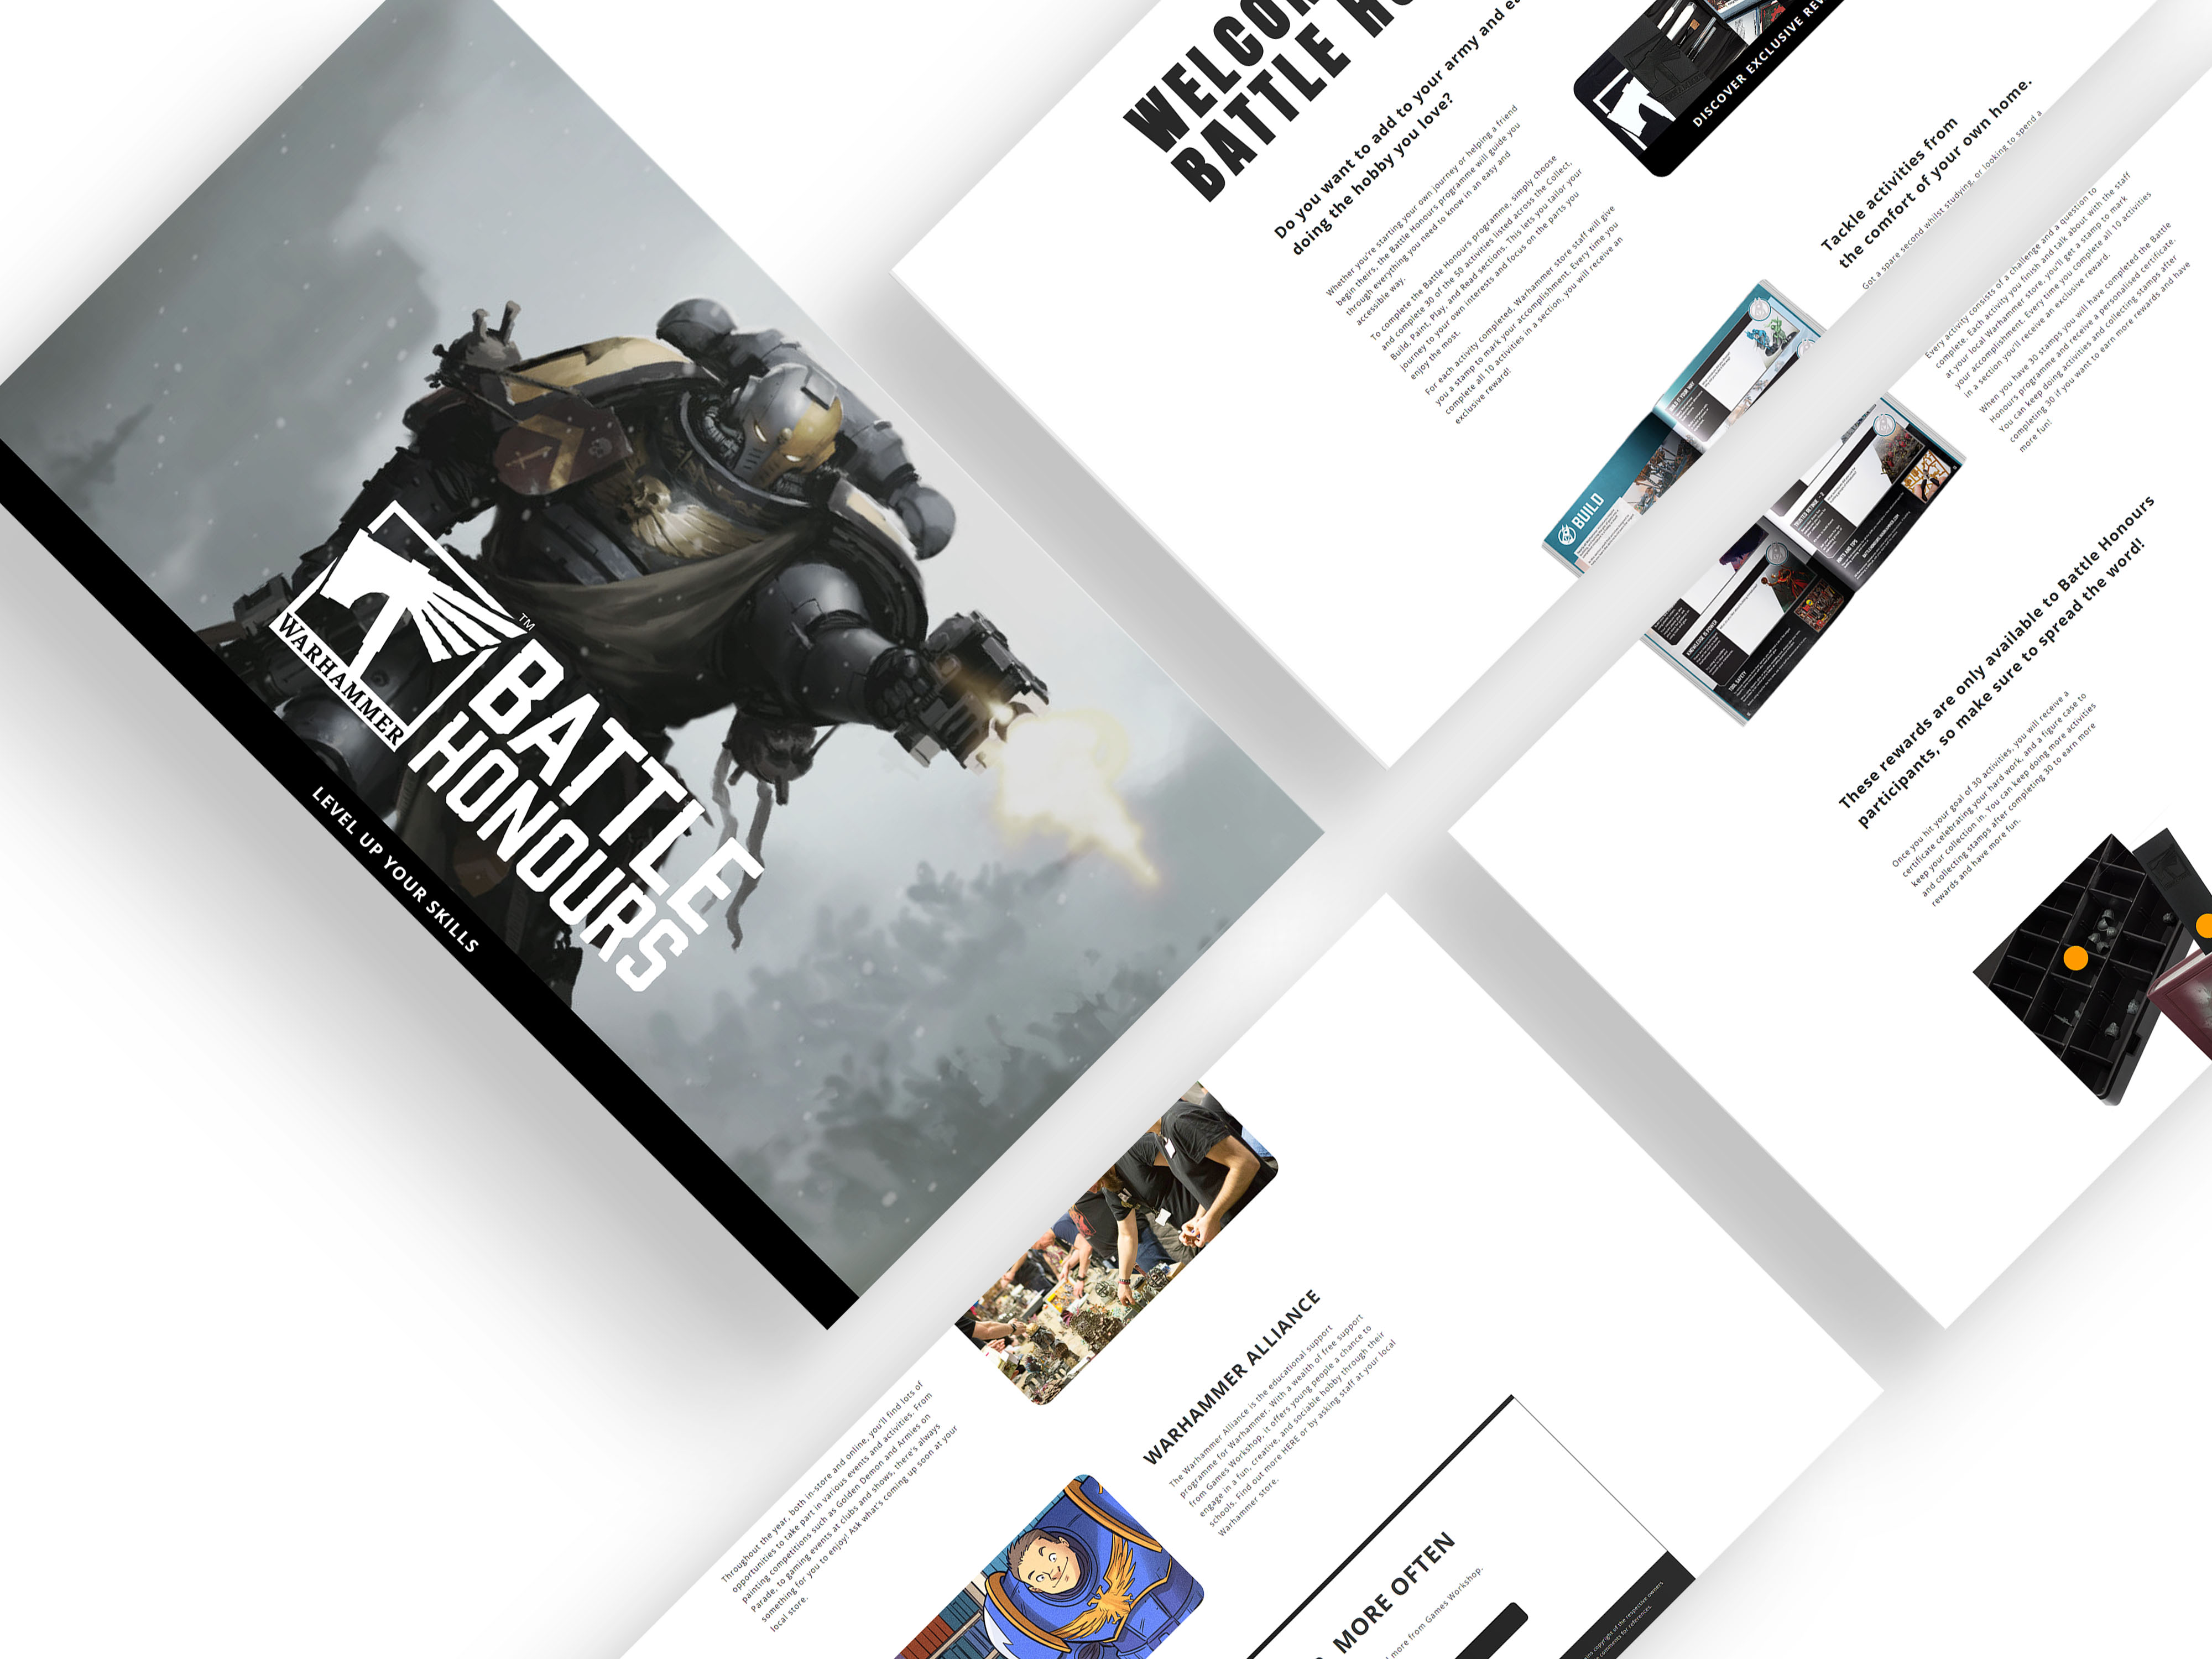 WARHAMMER
™
BATTLE
HONOURS
LEVEL UP YOUR SKILLS
BATTLE
Do you want to add to your army and
doing the hobby you love?
Whether you're starting your own journey or helping a friend
begin theirs, the Battle Honours programme will guide you
through everything you need to know in an easy and
accessible way.
To complete the Battle Honours programme, simply choose
and complete 30 of the 50 activities listed across the Collect,
Build, Paint, Play, and Read sections. This lets you tailor your
journey to your own interests and focus on the parts you
enjoy the most.
For each activity completed, Warhammer store staff will give
you a stamp to mark your accomplishment. Every time you
complete all 10 activities in a section, you will receive an
exclusive reward!
DISCOVER EXCLUSIVE
Tackle activities from
the comfort of your own home.
Got a spare second whilst studying, or looking to spend a
Every activity consists of a challenge and a question to
complete. Each activity you finish and talk about with the staff
at your local Warhammer store, you'll get a stamp to mark
your accomplishment. Every time you complete all 10 activities
in a section you'll receive an exclusive reward.
When you have 30 stamps you will have completed the Battle
Honours programme and receive a personalised certificate.
You can keep doing activities and collecting stamps after
completing 30 if you want to earn more rewards and have
more fun!
BUILD
HINTS AND TIPS
TOOL SAFETY
These rewards are only available to Battle Honours
participants, so make sure to spread the word!
Once you hit your goal of 30 activities, you will receive a
certificate celebrating your hard work, and a figure case to
keep your collection in. You can keep doing more activities
and collecting stamps after completing 30 to earn more
rewards and have more fun.
Throughout the year, both in-store and online, you'll find lots of
opportunities to take part in various events and activities. From
painting competitions such as Golden Demon and Armies on
Parade, to gaming events at clubs and shows, there's always
something for you to enjoy! Ask what's coming up soon at your
local store.
WARHAMMER ALLIANCE
The Warhammer Alliance is the educational support
programme for Warhammer. With a wealth of free support
from Games Workshop, it offers young people a chance to
engage in a fun, creative, and sociable hobby through their
schools. Find out more HERE or by asking staff at your local
Warhammer store.
MORE OFTEN
more from Games Workshop.
copyright of the respective owners
comments for references.